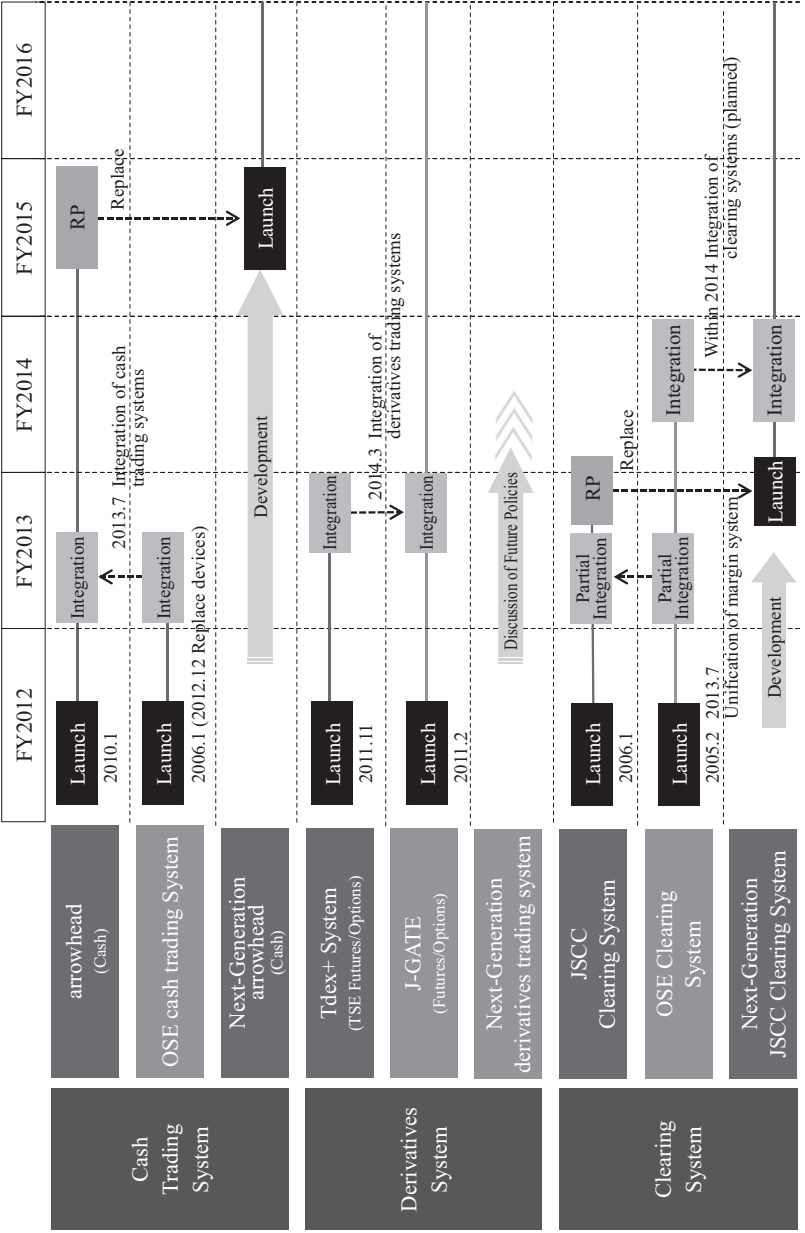 FY2012
FY2013
FY2014
FY2015
FY2016
Cash
Trading
System
arrowhead
(Cash)
Launch
2010.1
Integration
2013.7 Integration of cash
trading systems
RP
Replace
OSE cash trading System
Launch
2006.1 (2012.12 Replace devices)
Integration
Next-Generation
arrowhead
(Cash)
Development
Launch
Derivatives
System
Tdex+ System
(TSE Futures/Options)
Launch
2011.11
Integration
2014.3 Integration of
derivatives trading systems
J-GATE
(Futures/Options)
Launch
2011.2
Integration
Next-Generation
derivatives trading system
Discussion of Future Policies
Clearing
System
JSCC
Clearing System
Launch
2006.1
Partial
Integration
RP
Replace
OSE Clearing
System
Launch
2005.2
2013.7
Unification of margin system
Partial
Integration
Integration
Within 2014 Integration of
clearing systems (planned)
Next-Generation
JSCC Clearing System
Development
Launch
Integration